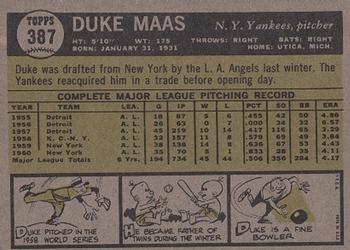 TOPPS
387
DUKE MAAS
N. Y. Yankees, pitcher
HT: 5'10" WT: 175 THROWS: RIGHT BATS: RIGHT
BORN: JANUARY 31, 1931 HOME: UTICA, MICH.
Duke was drafted from New York by the L. A. Angels last winter. The
Yankees reacquired him in a trade before opening day.
COMPLETE MAJOR LEAGUE PITCHING RECORD
YEAR TEAM LEA. G IP W L PCT. SO BB ERA
1955 Detroit A. L. 18 87 5 6 .455 42 50 4.86
1956 Detroit A. L. 26 63 0 7 .000 34 32 6.57
1957 Detroit A. L. 45 219 10 14 .417 116 65 3.29
1958 K. C.-N. Y. A. L. 32 156 11 8 .579 69 49 3.84
1959 New York A. L. 38 138 14 8 .636 67 53 4.43
1960 New York A. L. 35 70 5 1 .833 28 35 4.11
Major League Totals 6 Yrs. 194 734 45 44 .506 356 284 4.17
DUKE PITCHED IN THE
1958 WORLD SERIES
HE BECAME FATHER OF
TWINS DURING THE WINTER
DUKE IS A FINE
BOWLER